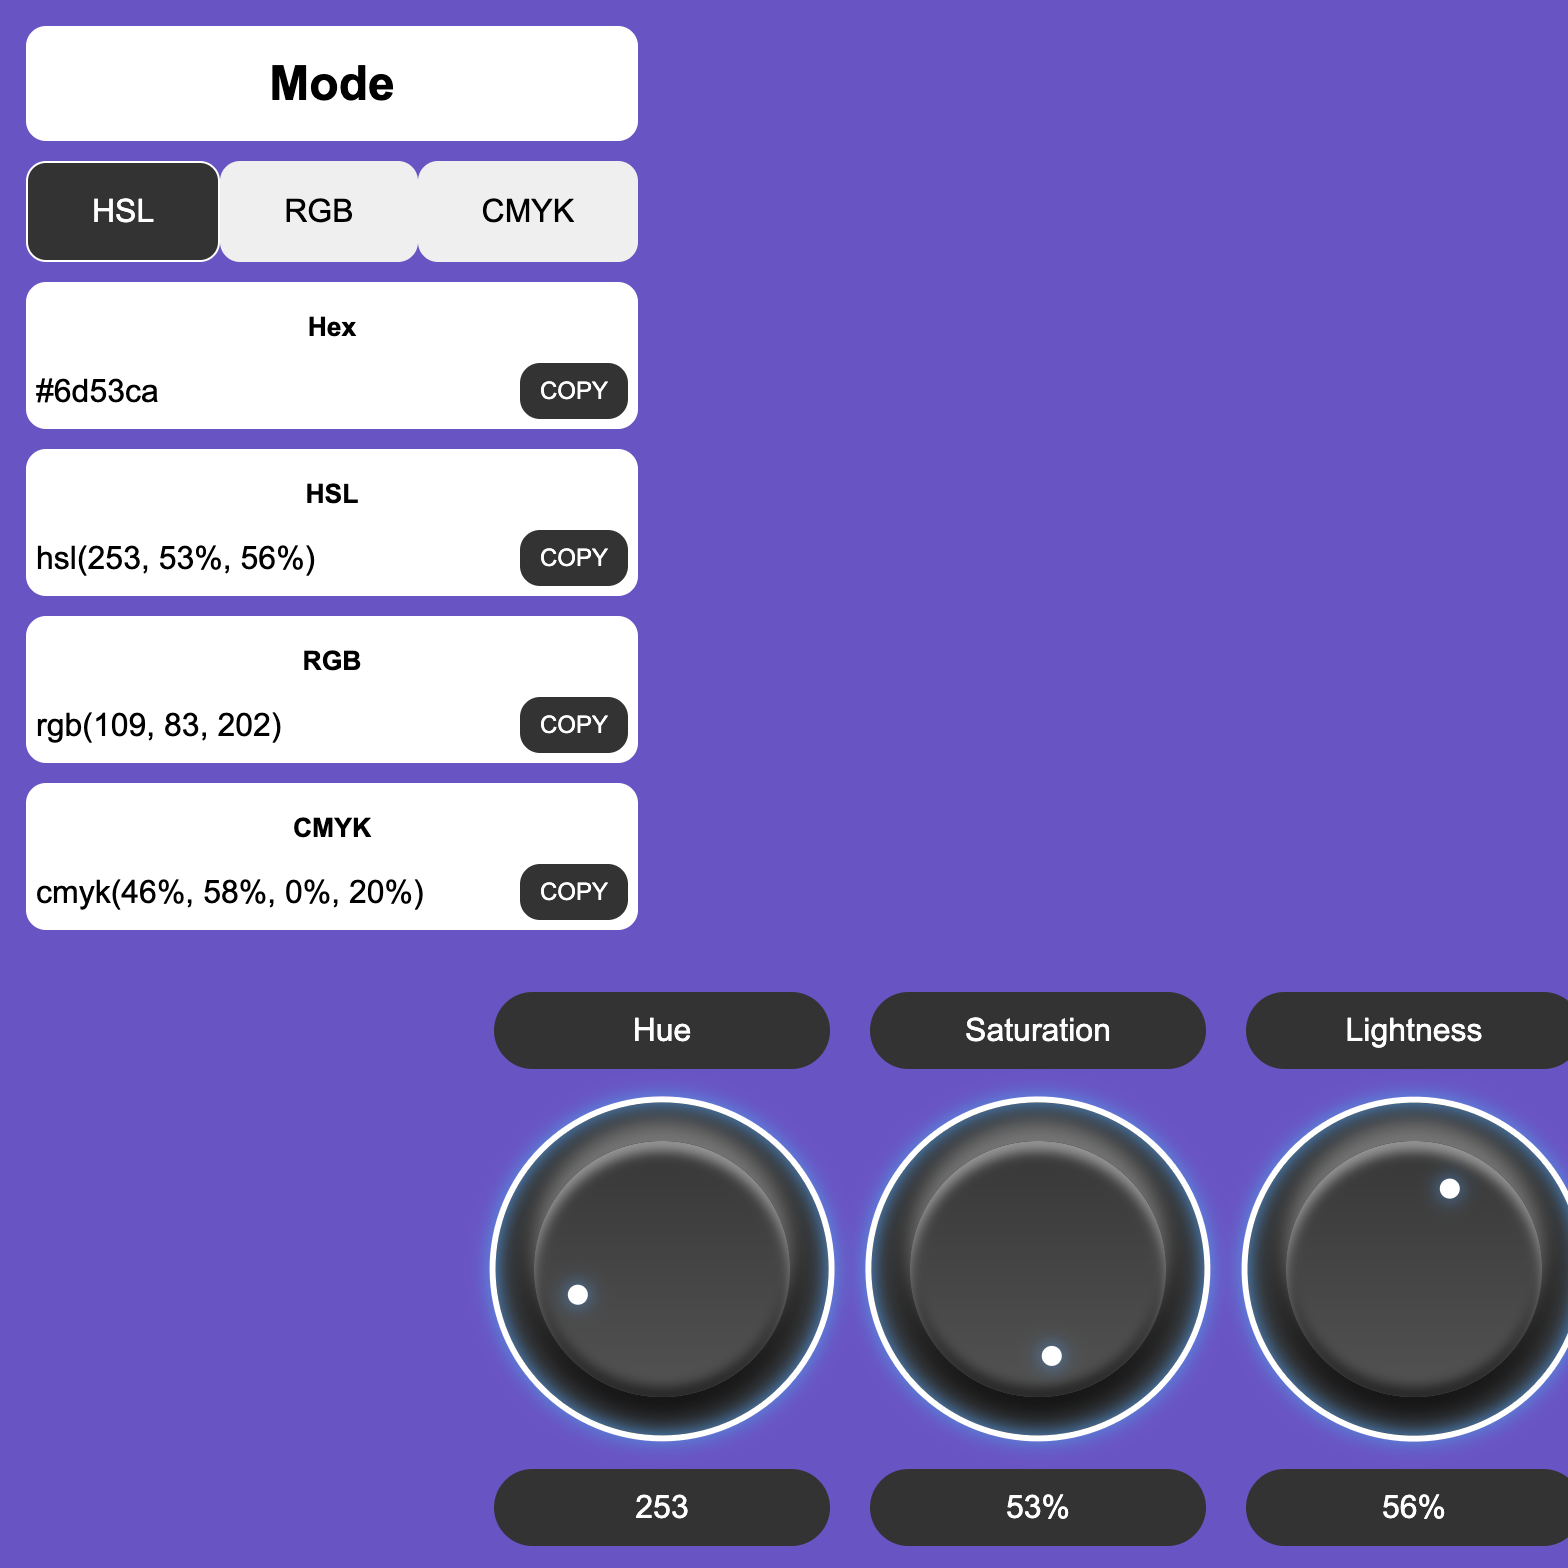 Mode
HSL RGB CMYK
Hex
#6d53ca COPY
HSL
hsl(253, 53%, 56%) COPY
RGB
rgb(109, 83, 202) COPY
CMYK
cmyk(46%, 58%, 0%, 20%) COPY
Hue Saturation Lightness
253 53% 56%